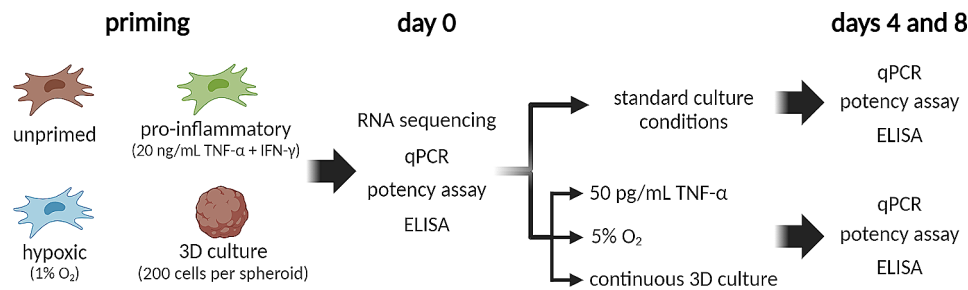 priming
unprimed
pro-inflammatory
(20 ng/mL TNF-α + IFN-γ)
hypoxic
(1% O₂)
3D culture
(200 cells per spheroid)
day 0
RNA sequencing
qPCR
potency assay
ELISA
standard culture
conditions
50 pg/mL TNF-α
5% O₂
continuous 3D culture
days 4 and 8
qPCR
potency assay
ELISA
qPCR
potency assay
ELISA